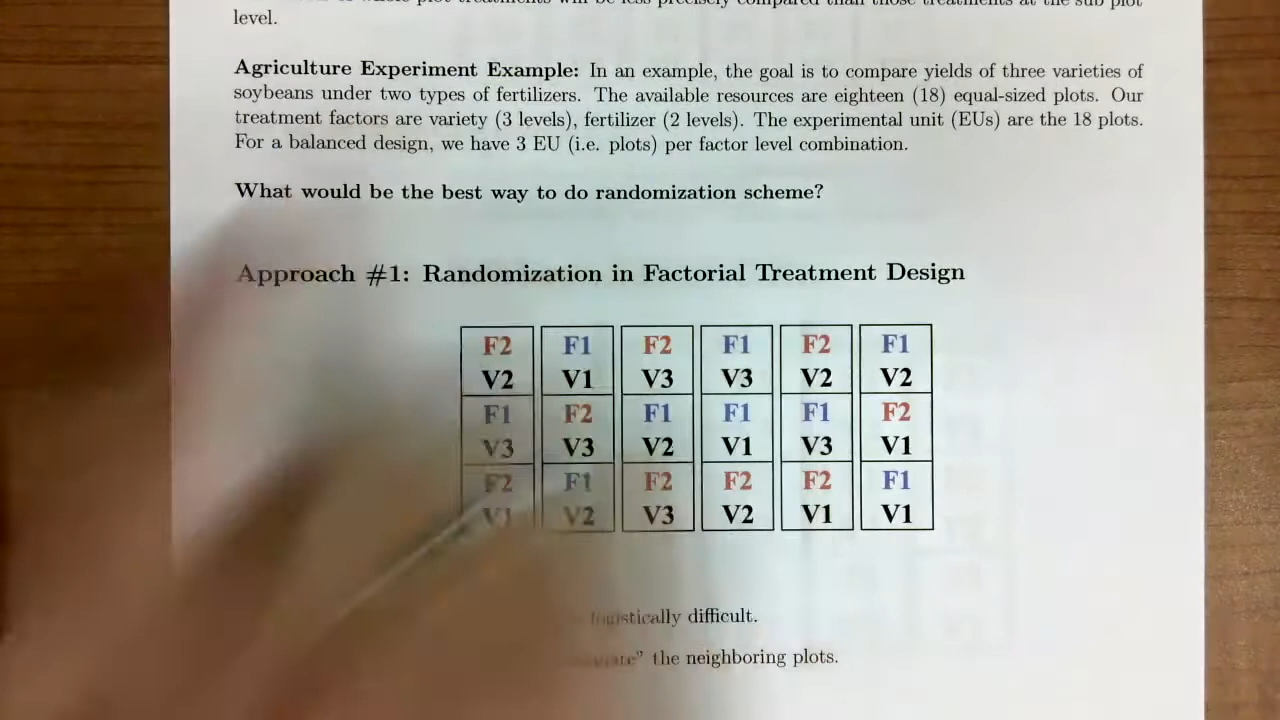 level.
Agriculture Experiment Example: In an example, the goal is to compare yields of three varieties of
soybeans under two types of fertilizers. The available resources are eighteen (18) equal-sized plots. Our
treatment factors are variety (3 levels), fertilizer (2 levels). The experimental unit (EUs) are the 18 plots.
For a balanced design, we have 3 EU (i.e. plots) per factor level combination.
What would be the best way to do randomization scheme?
Approach #1: Randomization in Factorial Treatment Design
F2 F1 F2 F1 F2 F1
V2 V1 V3 V3 V2 V2
F1 F2 F1 F1 F1 F2
V3 V3 V2 V1 V3 V1
F2 F1 F2 F2 F2 F1
V1 V2 V3 V2 V1 V1
logistically difficult.
the neighboring plots.